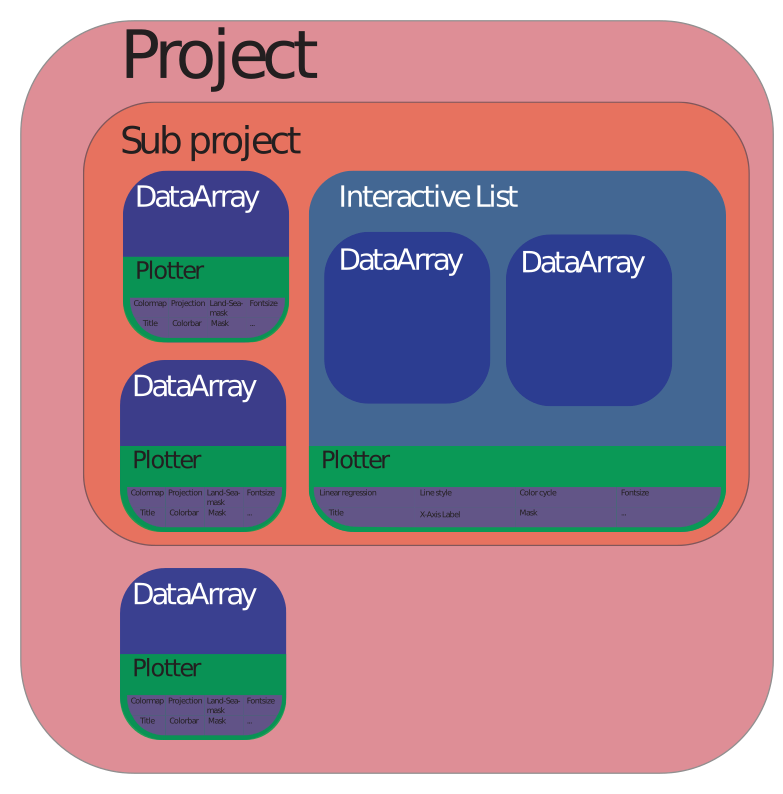 Project
Sub project
DataArray
Plotter
Colormap Projection Land-Sea- Fontsize
mask
Title Colorbar Mask ...
Interactive List
DataArray DataArray
Plotter
Linear regression Line style Color cycle Fontsize
Title X-Axis Label Mask ...
DataArray
Plotter
Colormap Projection Land-Sea- Fontsize
mask
Title Colorbar Mask ...
DataArray
Plotter
Colormap Projection Land-Sea- Fontsize
mask
Title Colorbar Mask ...